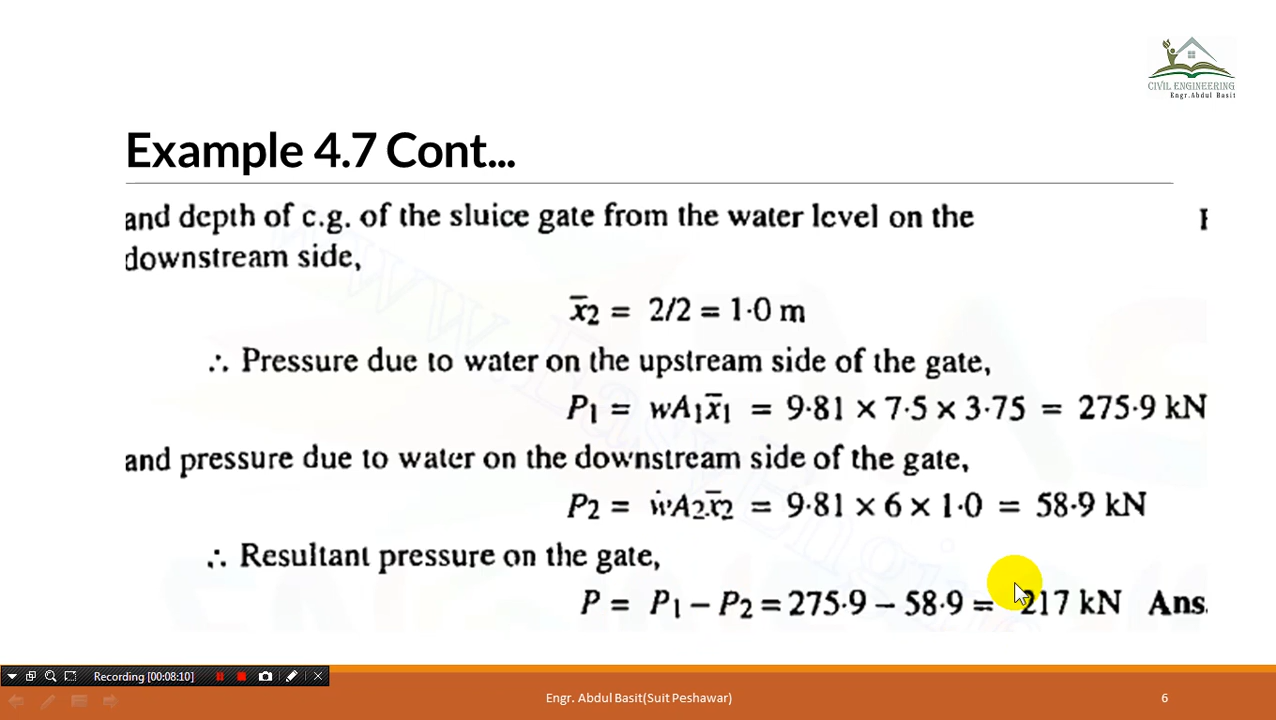 CIVIL ENGINEERING
Engr.Abdul Basit
Example 4.7 Cont...
and depth of c.g. of the sluice gate from the water level on the
downstream side,
x̄2 = 2/2 = 1·0 m
∴ Pressure due to water on the upstream side of the gate,
P1 = wA1x̄1 = 9·81 × 7·5 × 3·75 = 275·9 kN
and pressure due to water on the downstream side of the gate,
P2 = wA2x̄2 = 9·81 × 6 × 1·0 = 58·9 kN
∴ Resultant pressure on the gate,
P = P1 – P2 = 275·9 – 58·9 = 217 kN Ans.
Recording [00:08:10]
Engr. Abdul Basit(Suit Peshawar)
6